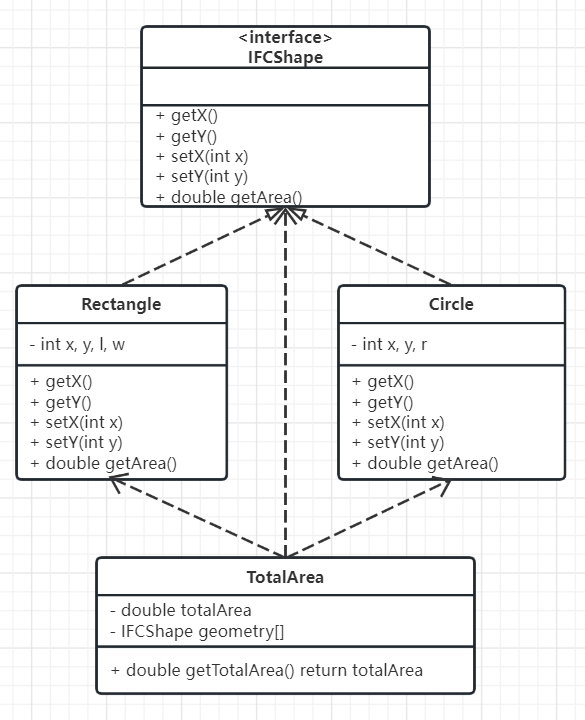 <interface>
IFCShape
+ getX()
+ getY()
+ setX(int x)
+ setY(int y)
+ double getArea()
Rectangle
- int x, y, l, w
+ getX()
+ getY()
+ setX(int x)
+ setY(int y)
+ double getArea()
Circle
- int x, y, r
+ getX()
+ getY()
+ setX(int x)
+ setY(int y)
+ double getArea()
TotalArea
- double totalArea
- IFCShape geometry[]
+ double getTotalArea() return totalArea